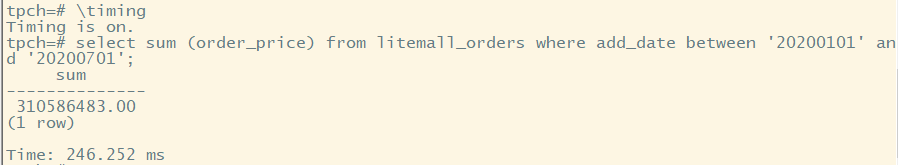 tpch=# \timing
Timing is on.
tpch=# select sum (order_price) from litemall_orders where add_date between '20200101' an
d '20200701';
sum
--------------
310586483.00
(1 row)
Time: 246.252 ms